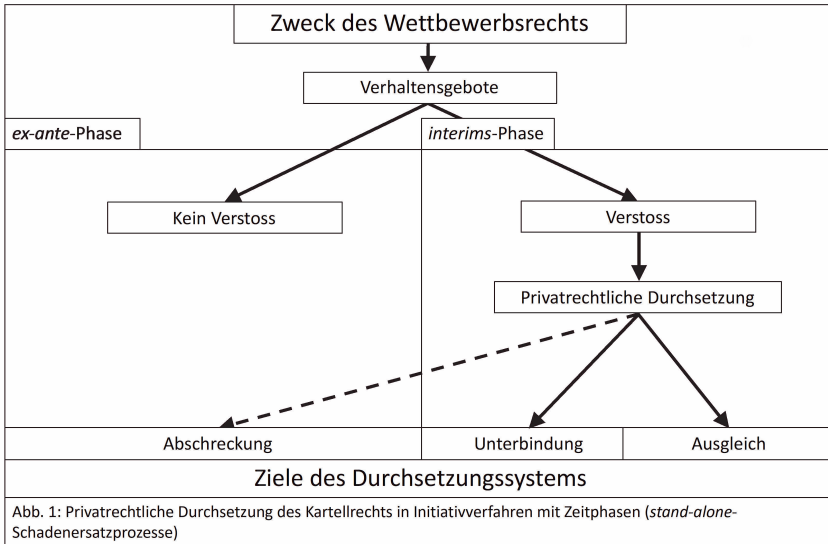 Zweck des Wettbewerbsrechts
Verhaltensgebote
ex-ante-Phase
interims-Phase
Kein Verstoss
Verstoss
Privatrechtliche Durchsetzung
Abschreckung
Unterbindung
Ausgleich
Ziele des Durchsetzungssystems
Abb. 1: Privatrechtliche Durchsetzung des Kartellrechts in Initiativverfahren mit Zeitphasen (stand-alone-
Schadenersatzprozesse)